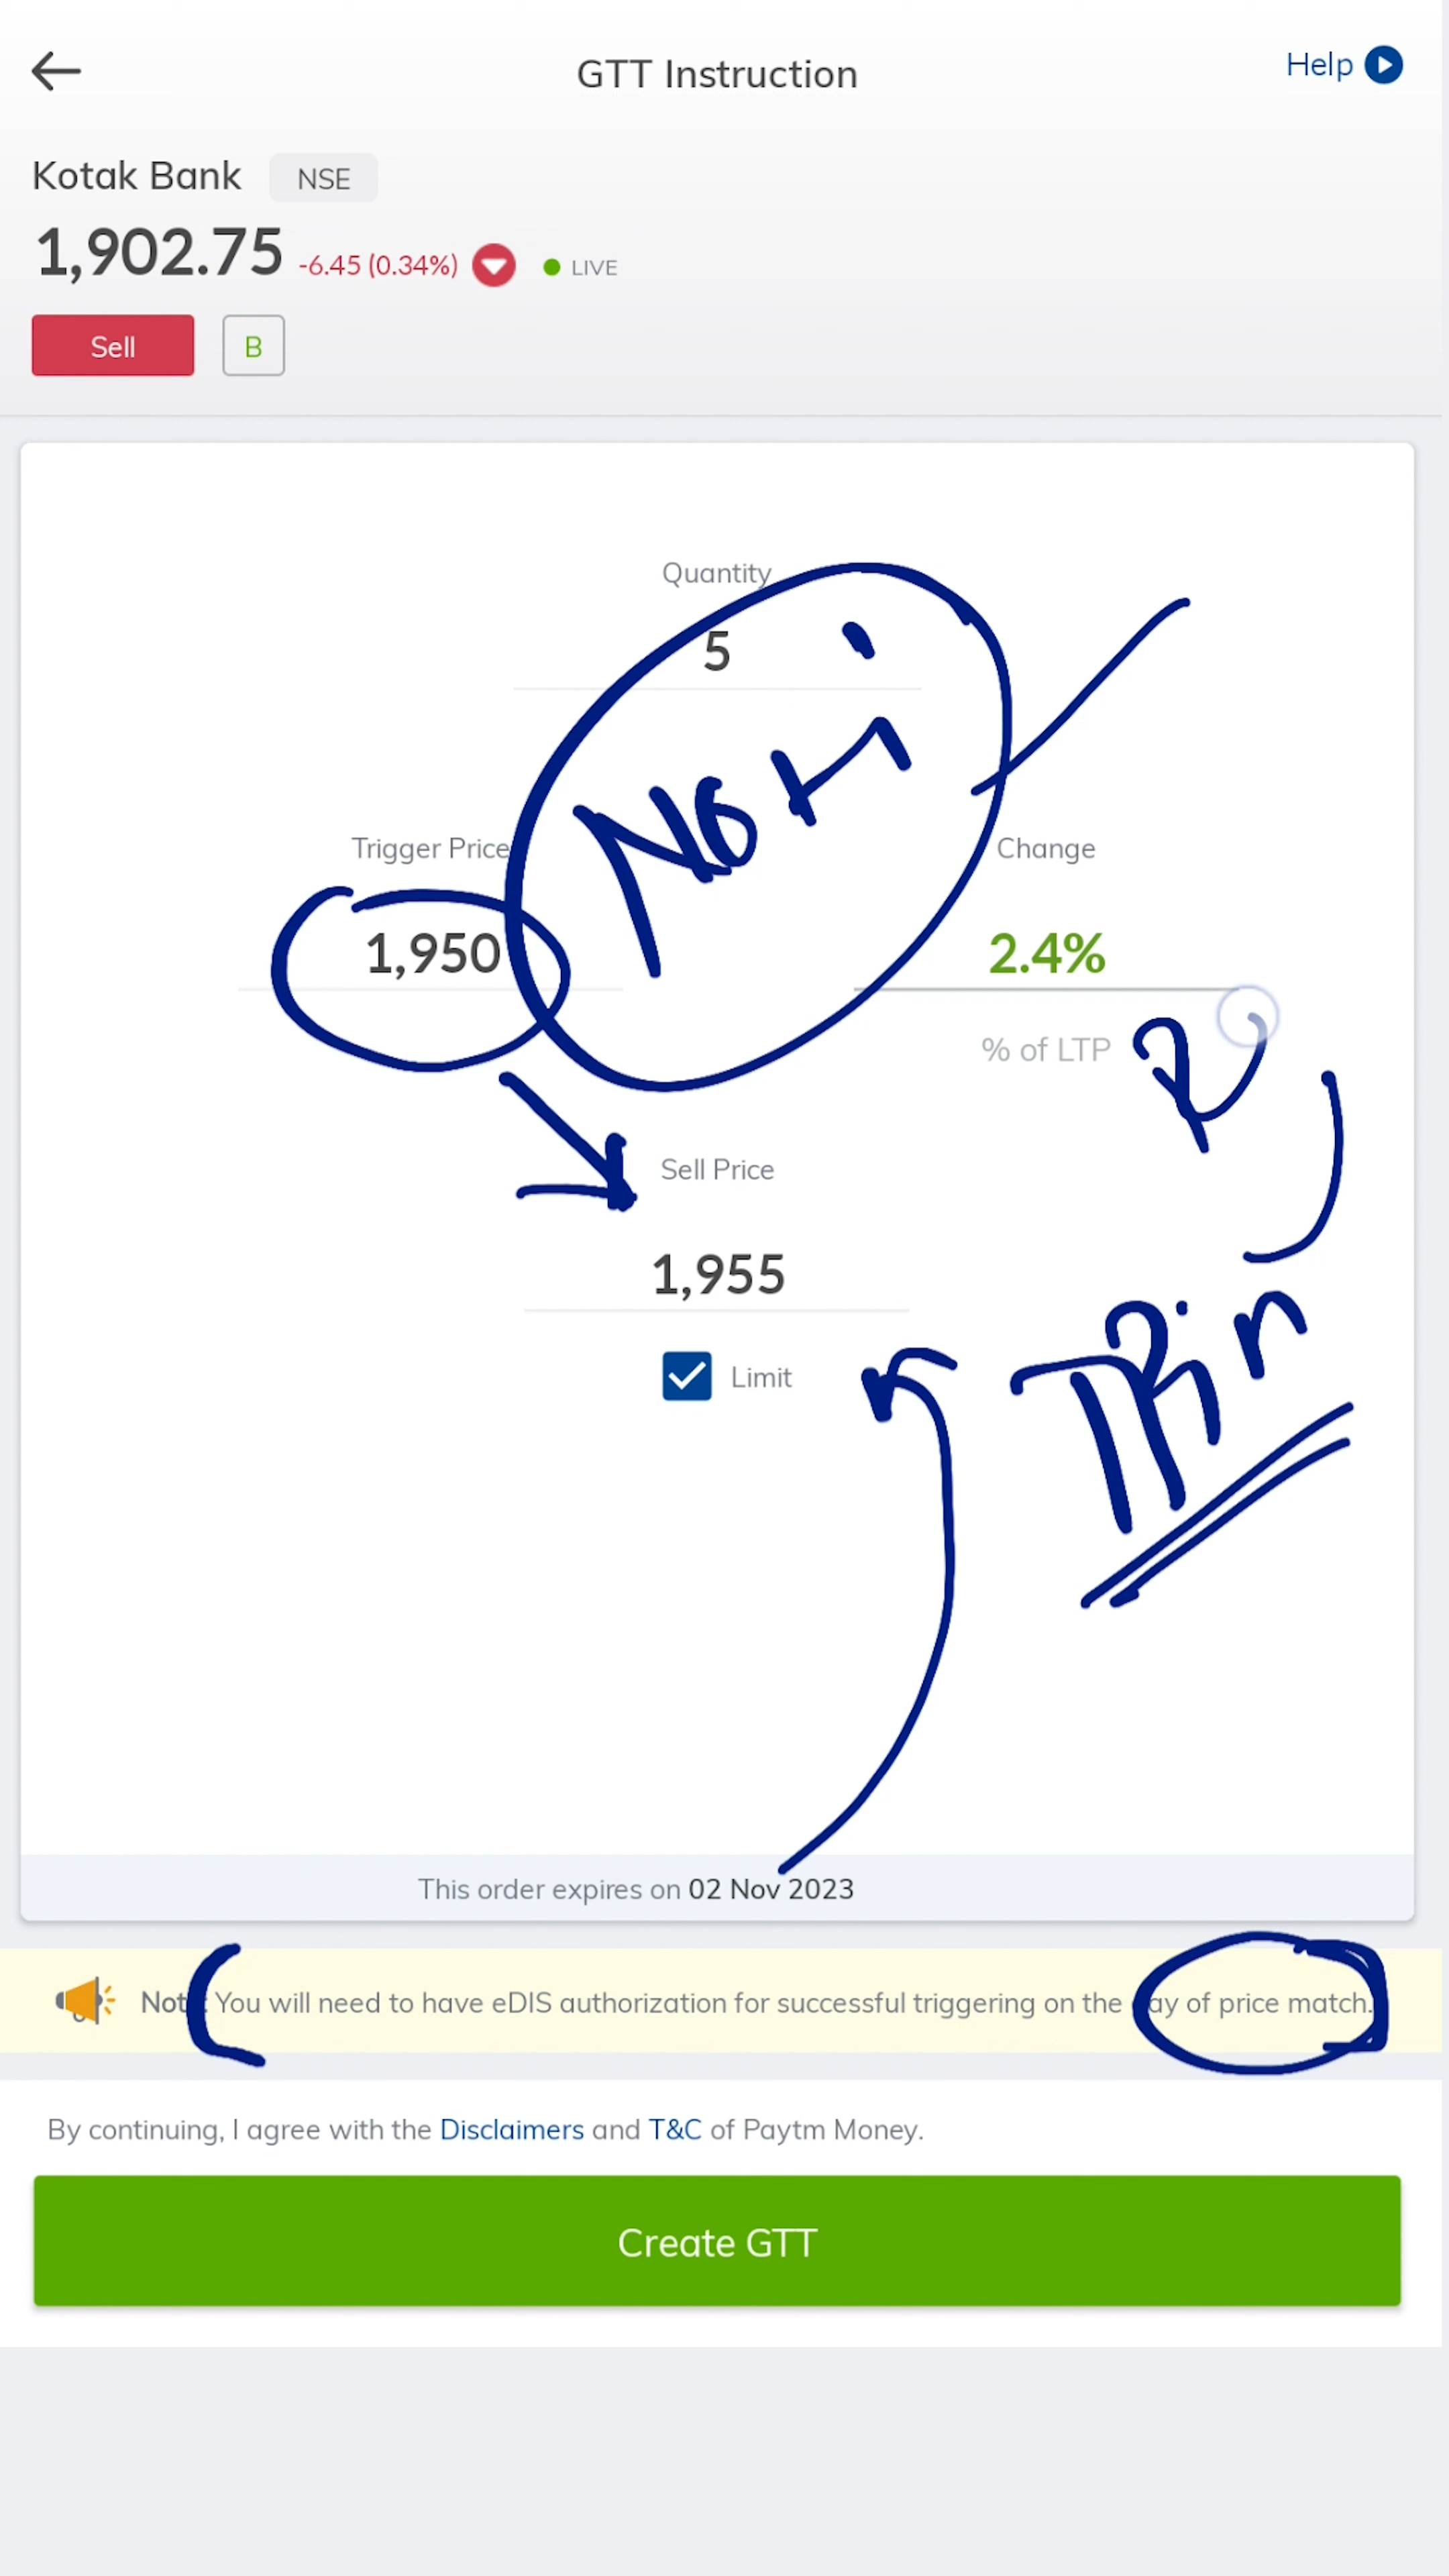 GTT Instruction
Help
Kotak Bank NSE
1,902.75 -6.45 (0.34%) LIVE
Sell B
Quantity
5
Trigger Price
Change
1,950
2.4%
% of LTP
Sell Price
1,955
Limit
This order expires on 02 Nov 2023
You will need to have eDIS authorization for successful triggering on the day of price match.
By continuing, I agree with the Disclaimers and T&C of Paytm Money.
Create GTT